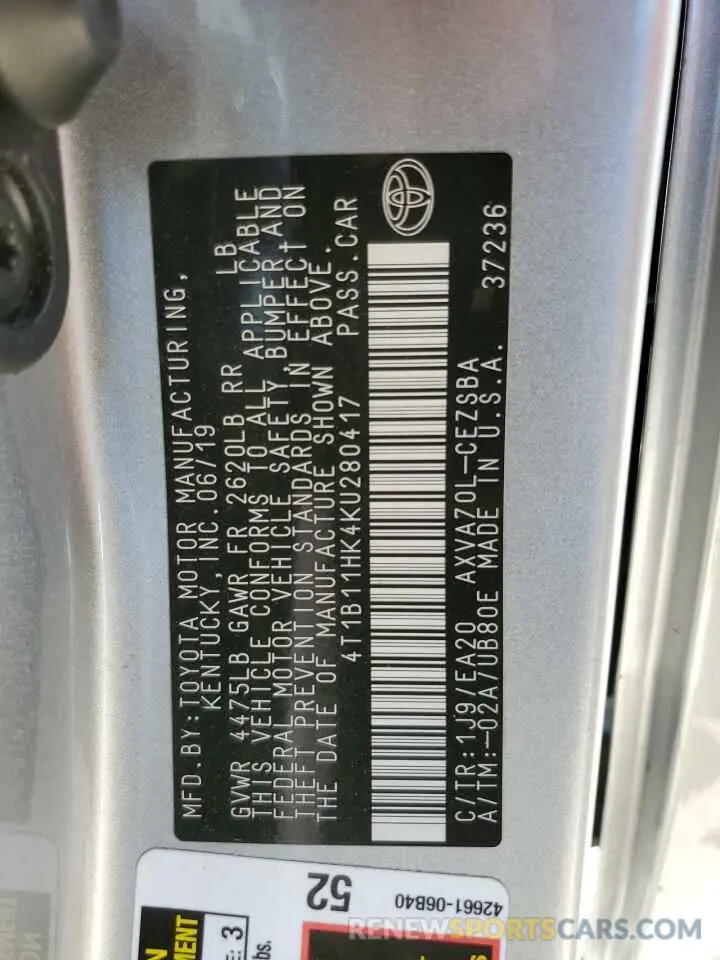 MFD. BY: TOYOTA MOTOR MANUFACTURING,
KENTUCKY, INC. 06/19
GVWR 4475LB GAWR FR 2620LB RR LB
THIS VEHICLE CONFORMS TO ALL APPLICABLE
FEDERAL MOTOR VEHICLE SAFETY, BUMPER AND
THEFT PREVENTION STANDARDS IN EFFECT ON
THE DATE OF MANUFACTURE SHOWN ABOVE.
4T1B11HK4KU280417 PASS.CAR
C/TR:1J9/EA20 AXVA70L-CEZSBA
A/TM:-02A/UB80E MADE IN U.S.A. 37236
52
42661-06B40
3
RENEWSPORTSCARS.COM